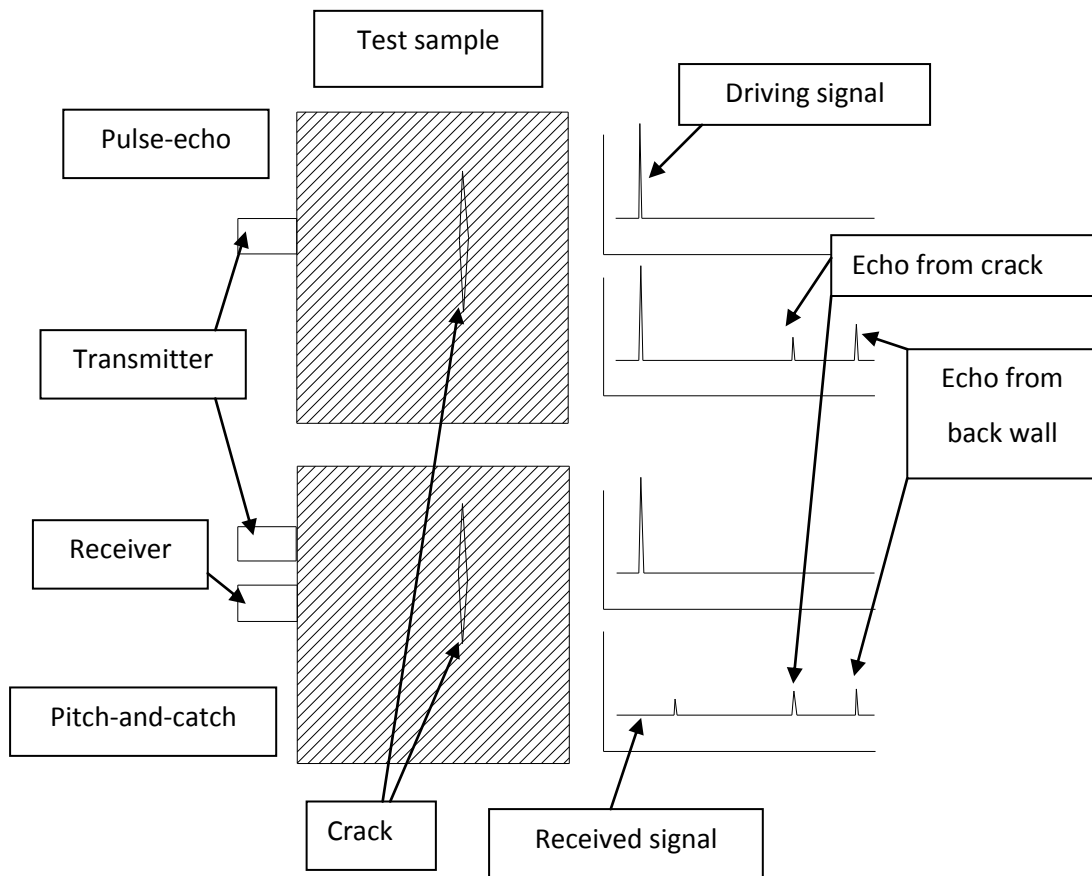 Test sample
Pulse-echo
Driving signal
Echo from crack
Transmitter
Echo from
back wall
Receiver
Pitch-and-catch
Crack
Received signal